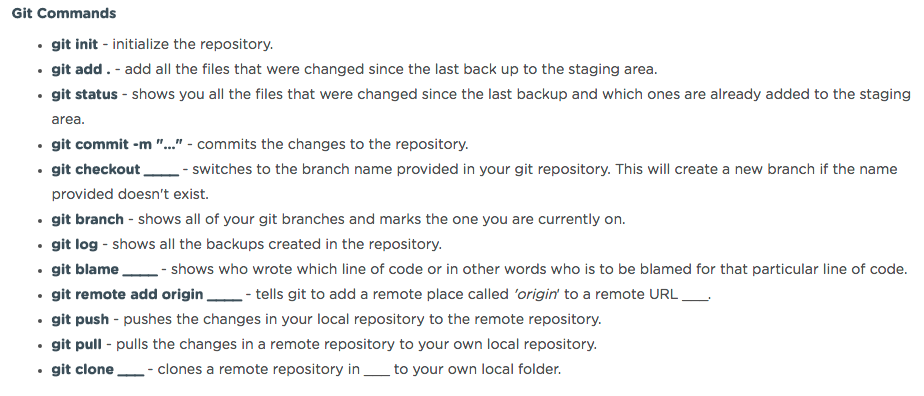 Git Commands
• git init - initialize the repository.
• git add . - add all the files that were changed since the last back up to the staging area.
• git status - shows you all the files that were changed since the last backup and which ones are already added to the staging
area.
• git commit -m "..." - commits the changes to the repository.
• git checkout ____ - switches to the branch name provided in your git repository. This will create a new branch if the name
provided doesn't exist.
• git branch - shows all of your git branches and marks the one you are currently on.
• git log - shows all the backups created in the repository.
• git blame ____ - shows who wrote which line of code or in other words who is to be blamed for that particular line of code.
• git remote add origin ____ - tells git to add a remote place called 'origin' to a remote URL ___.
• git push - pushes the changes in your local repository to the remote repository.
• git pull - pulls the changes in a remote repository to your own local repository.
• git clone ___ - clones a remote repository in ___ to your own local folder.